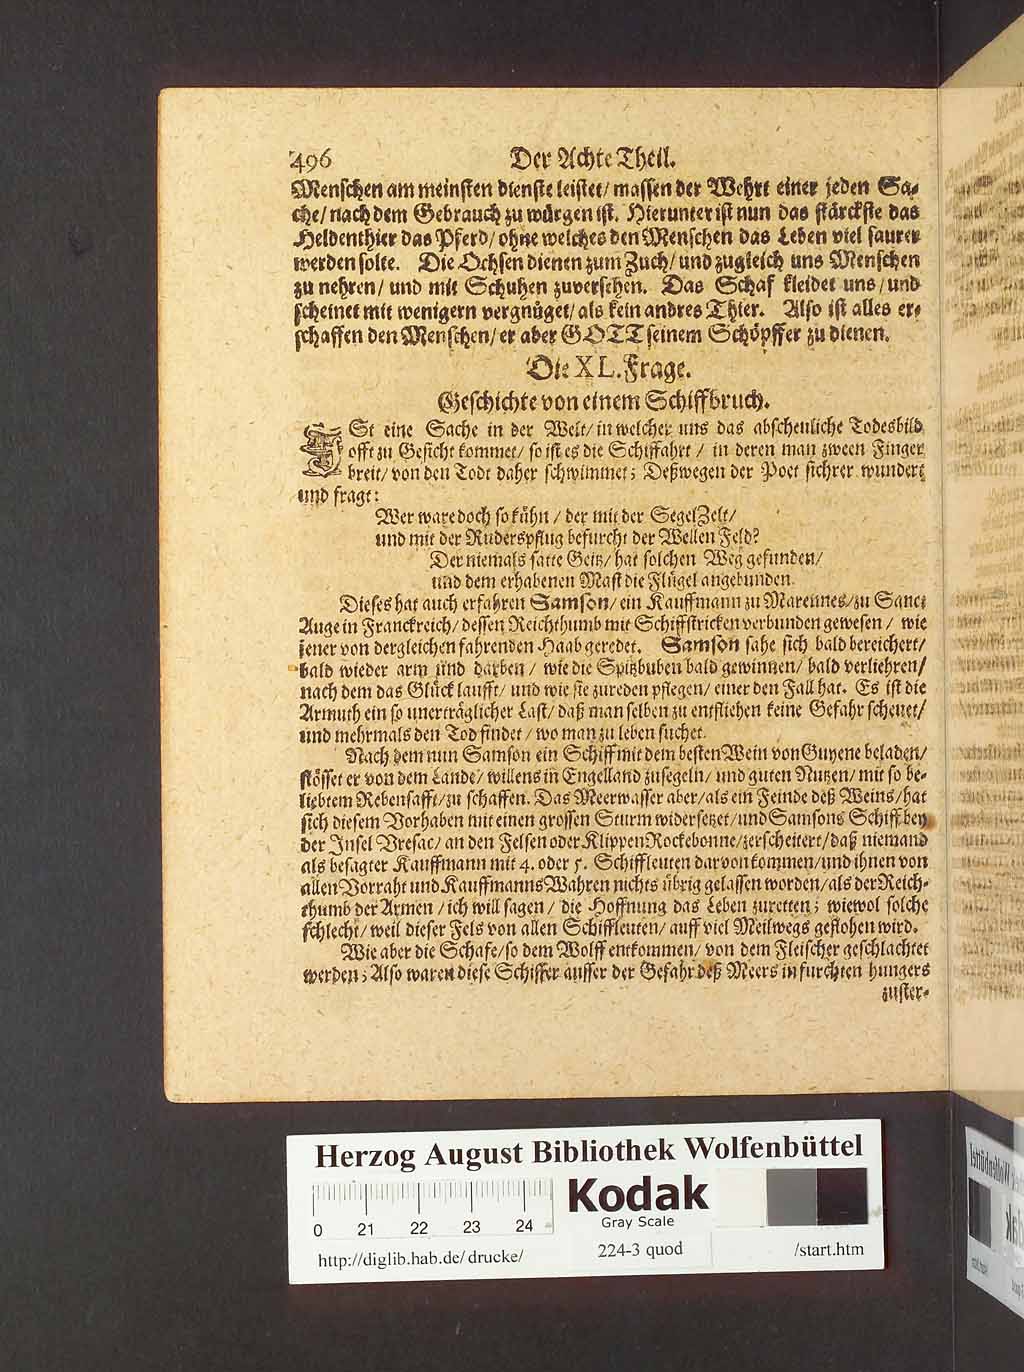 496
Der Achte Theil.
Menschen am meinsten dienste leistet/ massen der Wehrt einer jeden Sa-
che/ nach dem Gebrauch zu würgen ist. Hierunter ist nun das stärckste das
Heldenthier das Pferd/ ohne welches den Menschen das Leben viel saurer
werden solte. Die Ochsen dienen zum Zuch/ und zugleich uns Menschen
zu nehren/ und mit Schuhen zuversehen. Das Schaf kleidet uns/ und
scheinet mit wenigern vergnüget/ als kein andres Thier. Also ist alles er-
schaffen den Menschen/ er aber GOTT seinem Schöpffer zu dienen.
Die XL. Frage.
Geschichte von einem Schiffbruch.
ISt eine Sache in der Welt/ in welcher uns das abscheuliche Todesbild
offt zu Gesicht kommet/ so ist es die Schiffahrt / in deren man zween Finger
breit/ von den Todt daher schwimmet; Deßwegen der Poet sichrer wundert
und fragt:
Wer ware doch so kühn / der mit der Segel Zelt/
und mit der Ruderspflug befurcht der Wellen Feld?
Der niemals satte Geitz/ hat solchen Weg gefunden/
und dem erhabenen Mast die Flügel angebunden.
Dieses hat auch erfahren Samson/ ein Kauffmann zu Marennes/ zu Sanct
Auge in Franckreich/ dessen Reichthumb mit Schiffstricken verbunden gewesen / wie
jener von dergleichen fahrenden Haab geredet. Samson sahe sich bald bereichert/
bald wieder arm und darben / wie die Spitzbuben bald gewinnen/ bald verliehren/
nach dem das Glück laufft/ und wie sie zureden pflegen/ einer den Fall hat. Es ist die
Armuth ein so unerträglicher Last/ daß man selben zu entfliehen keine Gefahr scheuet/
und mehrmals den Tod findet/ wo man zu leben suchet.
Nach dem nun Samson ein Schiff mit dem besten Wein von Guyene beladen/
stösset er von dem Lande/ willens in Engelland zusegeln/ und guten Nutzen/ mit so be-
liebtem Rebensafft/ zu schaffen. Das Meerwasser aber/ als ein Feinde deß Weins/ hat
sich diesem Vorhaben mit einen grossen Sturm widersetzet/ und Samsons Schiff bey
der Insel Vresac/ an den Felsen oder Klippen Rockebonne/ zerscheitert/ daß niemand
als besagter Kauffmann mit 4. oder 5. Schiffleuten darvon kommen/ und ihnen von
allen Vorraht und Kauffmanns Wahren nichts übrig gelassen worden/ als der Reich-
thumb der Armen / ich will sagen / die Hoffnung das Leben zuretten; wiewol solche
schlecht/ weil dieser Fels von allen Schiffleuten/ auff viel Meilwegs geflohen wird.
Wie aber die Schafe/ so dem Wolff entkommen/ von dem Fleischer geschlachtet
werden; Also waren diese Schiffer ausser der Gefahr deß Meers in furchten hungers
zuster-
Herzog August Bibliothek Wolfenbüttel
0 21 22 23 24
Kodak
Gray Scale
http://diglib.hab.de/drucke/
224-3 quod
/start.htm